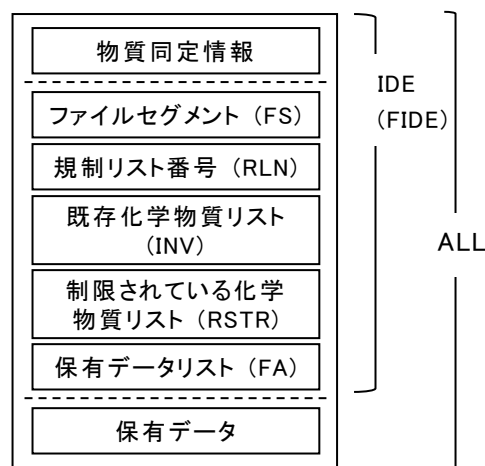 物質同定情報
ファイルセグメント (FS)
規制リスト番号 (RLN)
既存化学物質リスト
(INV)
制限されている化学
物質リスト (RSTR)
保有データリスト (FA)
保有データ
IDE
(FIDE)
ALL